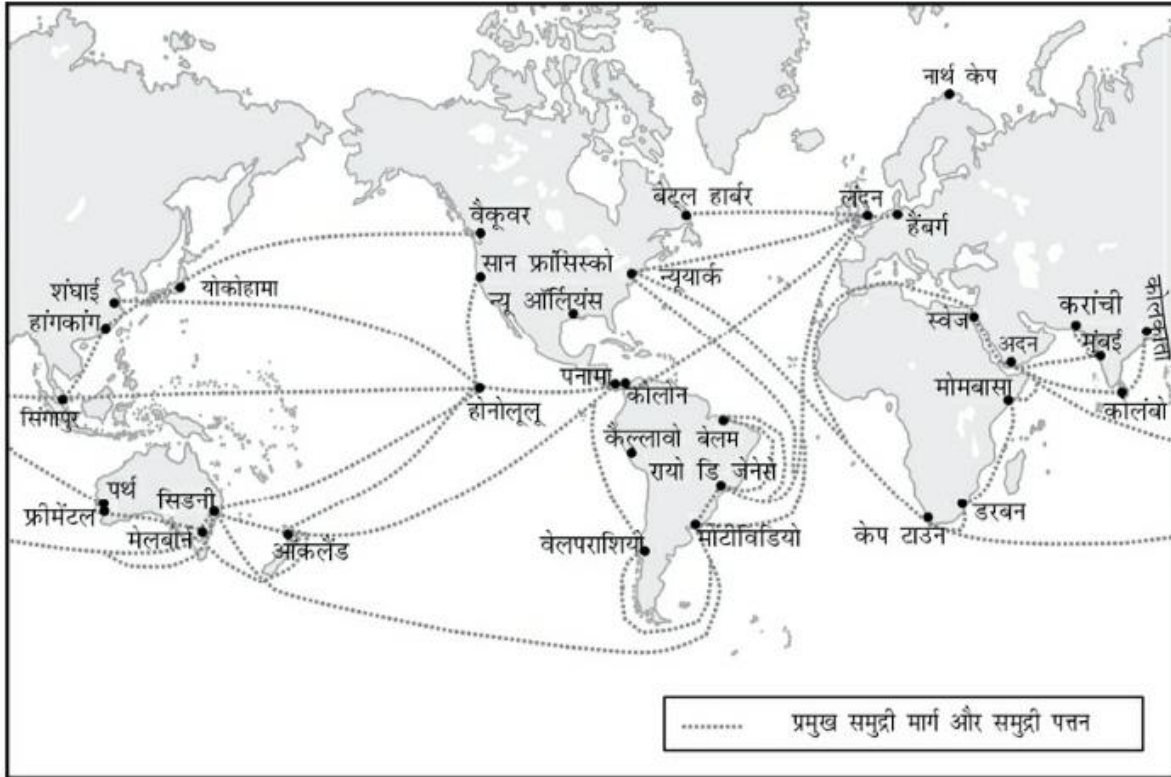 नार्थ केप
बेट्ल हार्बर
लंदन
हैंबर्ग
वैंकूवर
सान फ्रांसिस्को
न्यूयार्क
योकोहामा
शंघाई
न्यू ऑर्लियंस
हांगकांग
स्वेज
करांची
कोलकाता
अदन
मुंबई
पनामा
कोलोन
मोमबासा
सिंगापुर
होनोलूलू
कोलंबो
कैल्लावो
बेलम
रायो डि जेनेरो
पर्थ
सिडनी
फ्रीमेंटल
मेलबोर्न
ऑकलैंड
वेलपराशियो
मोंटीविडियो
केप टाउन
डरबन
प्रमुख समुद्री मार्ग और समुद्री पत्तन